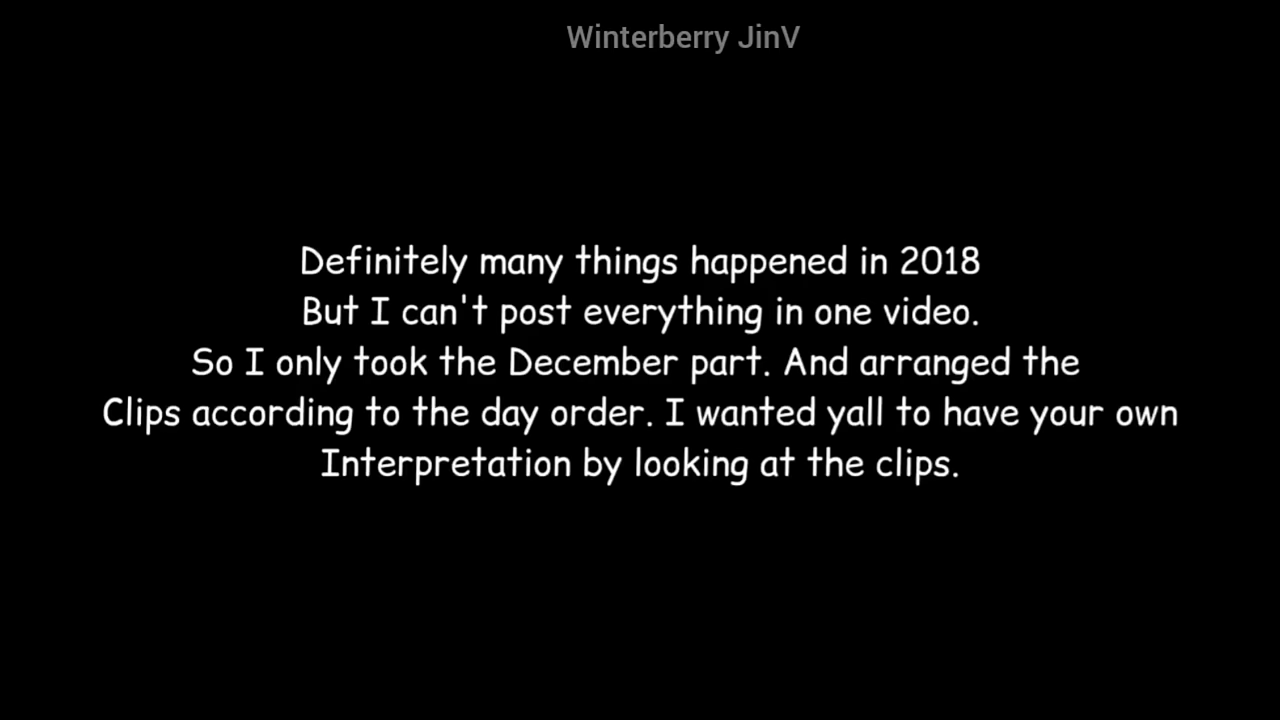 Winterberry JinV
Definitely many things happened in 2018
But I can't post everything in one video.
So I only took the December part. And arranged the
Clips according to the day order. I wanted yall to have your own
Interpretation by looking at the clips.